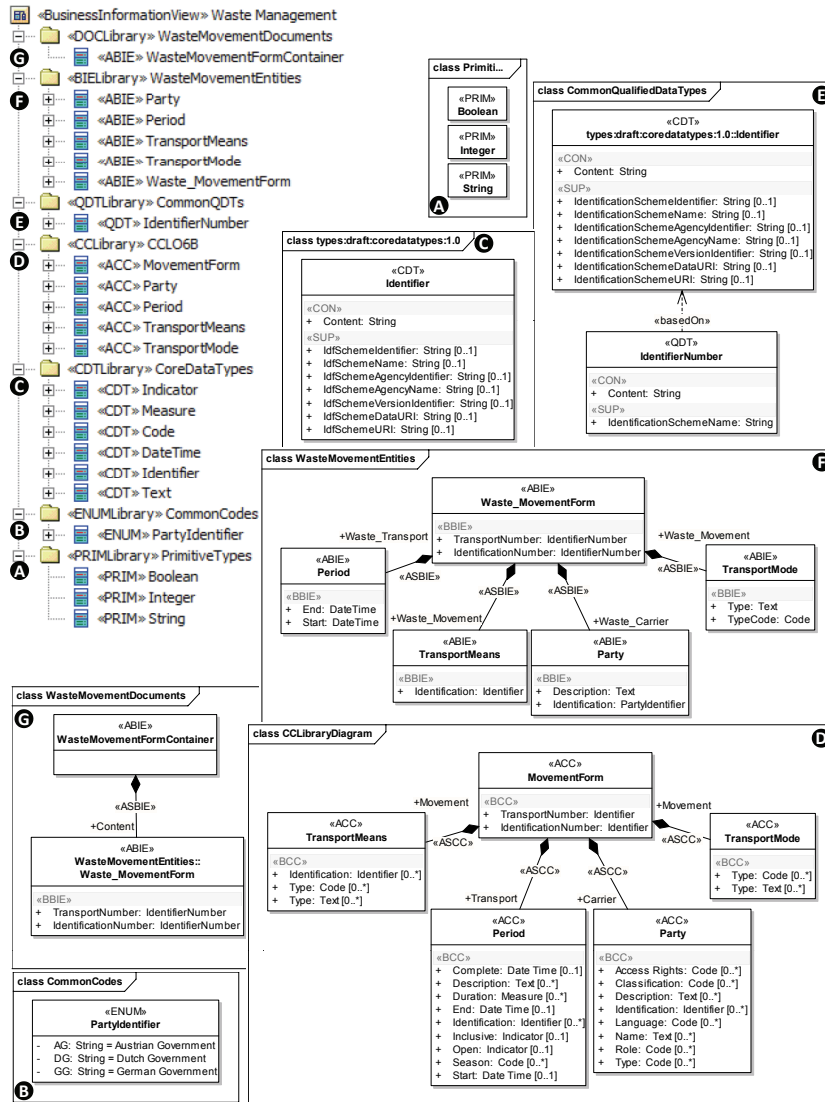 «BusinessInformationView» Waste Management
«DOCLibrary» WasteMovementDocuments
G
«ABIE» WasteMovementFormContainer
«BIELibrary» WasteMovementEntities
F
«ABIE» Party
«ABIE» Period
«ABIE» TransportMeans
«ABIE» TransportMode
«ABIE» Waste_MovementForm
«QDTLibrary» CommonQDTs
E
«QDT» IdentifierNumber
«CCLibrary» CCLO6B
D
«ACC» MovementForm
«ACC» Party
«ACC» Period
«ACC» TransportMeans
«ACC» TransportMode
«CDTLibrary» CoreDataTypes
C
«CDT» Indicator
«CDT» Measure
«CDT» Code
«CDT» DateTime
«CDT» Identifier
«CDT» Text
«ENUMLibrary» CommonCodes
B
«ENUM» PartyIdentifier
«PRIMLibrary» PrimitiveTypes
A
«PRIM» Boolean
«PRIM» Integer
«PRIM» String
class Primiti...
«PRIM»
Boolean
«PRIM»
Integer
«PRIM»
String
A
class CommonQualifiedDataTypes
E
«CDT»
types:draft:coredatatypes:1.0::Identifier
«CON»
+ Content: String
«SUP»
+ IdentificationSchemeIdentifier: String [0..1]
+ IdentificationSchemeName: String [0..1]
+ IdentificationSchemeAgencyIdentifier: String [0..1]
+ IdentificationSchemeAgencyName: String [0..1]
+ IdentificationSchemeVersionIdentifier: String [0..1]
+ IdentificationSchemeDataURI: String [0..1]
+ IdentificationSchemeURI: String [0..1]
«basedOn»
«QDT»
IdentifierNumber
«CON»
+ Content: String
«SUP»
+ IdentificationSchemeName: String
class types:draft:coredatatypes:1.0
C
«CDT»
Identifier
«CON»
+ Content: String
«SUP»
+ IdfSchemeIdentifier: String [0..1]
+ IdfSchemeName: String [0..1]
+ IdfSchemeAgencyIdentifier: String [0..1]
+ IdfSchemeAgencyName: String [0..1]
+ IdfSchemeVersionIdentifier: String [0..1]
+ IdfSchemeDataURI: String [0..1]
+ IdfSchemeURI: String [0..1]
class WasteMovementEntities
F
«ABIE»
Waste_MovementForm
«BBIE»
+ TransportNumber: IdentifierNumber
+ IdentificationNumber: IdentifierNumber
+Waste_Transport
«ASBIE»
«ABIE»
Period
«BBIE»
+ End: DateTime
+ Start: DateTime
+Waste_Movement
«ASBIE»
«ABIE»
TransportMode
«BBIE»
+ Type: Text
+ TypeCode: Code
«ASBIE»
+Waste_Movement
«ABIE»
TransportMeans
«BBIE»
+ Identification: Identifier
«ASBIE»
+Waste_Carrier
«ABIE»
Party
«BBIE»
+ Description: Text
+ Identification: PartyIdentifier
class WasteMovementDocuments
G
«ABIE»
WasteMovementFormContainer
«ASBIE»
+Content
«ABIE»
WasteMovementEntities::
Waste_MovementForm
«BBIE»
+ TransportNumber: IdentifierNumber
+ IdentificationNumber: IdentifierNumber
class CommonCodes
«ENUM»
PartyIdentifier
- AG: String = Austrian Government
- DG: String = Dutch Government
- GG: String = German Government
B
class CCLibraryDiagram
D
«ACC»
MovementForm
«BCC»
+ TransportNumber: Identifier
+ IdentificationNumber: Identifier
+Movement
«ASCC»
«ACC»
TransportMeans
«BCC»
+ Identification: Identifier [0..*]
+ Type: Code [0..*]
+ Type: Text [0..*]
+Movement
«ASCC»
«ACC»
TransportMode
«BCC»
+ Type: Code [0..*]
+ Type: Text [0..*]
«ASCC»
+Transport
«ACC»
Period
«BCC»
+ Complete: Date Time [0..1]
+ Description: Text [0..*]
+ Duration: Measure [0..*]
+ End: Date Time [0..1]
+ Identification: Identifier [0..*]
+ Inclusive: Indicator [0..1]
+ Open: Indicator [0..1]
+ Season: Code [0..*]
+ Start: Date Time [0..1]
«ASCC»
+Carrier
«ACC»
Party
«BCC»
+ Access Rights: Code [0..*]
+ Classification: Code [0..*]
+ Description: Text [0..*]
+ Identification: Identifier [0..*]
+ Language: Code [0..*]
+ Name: Text [0..*]
+ Role: Code [0..*]
+ Type: Code [0..*]